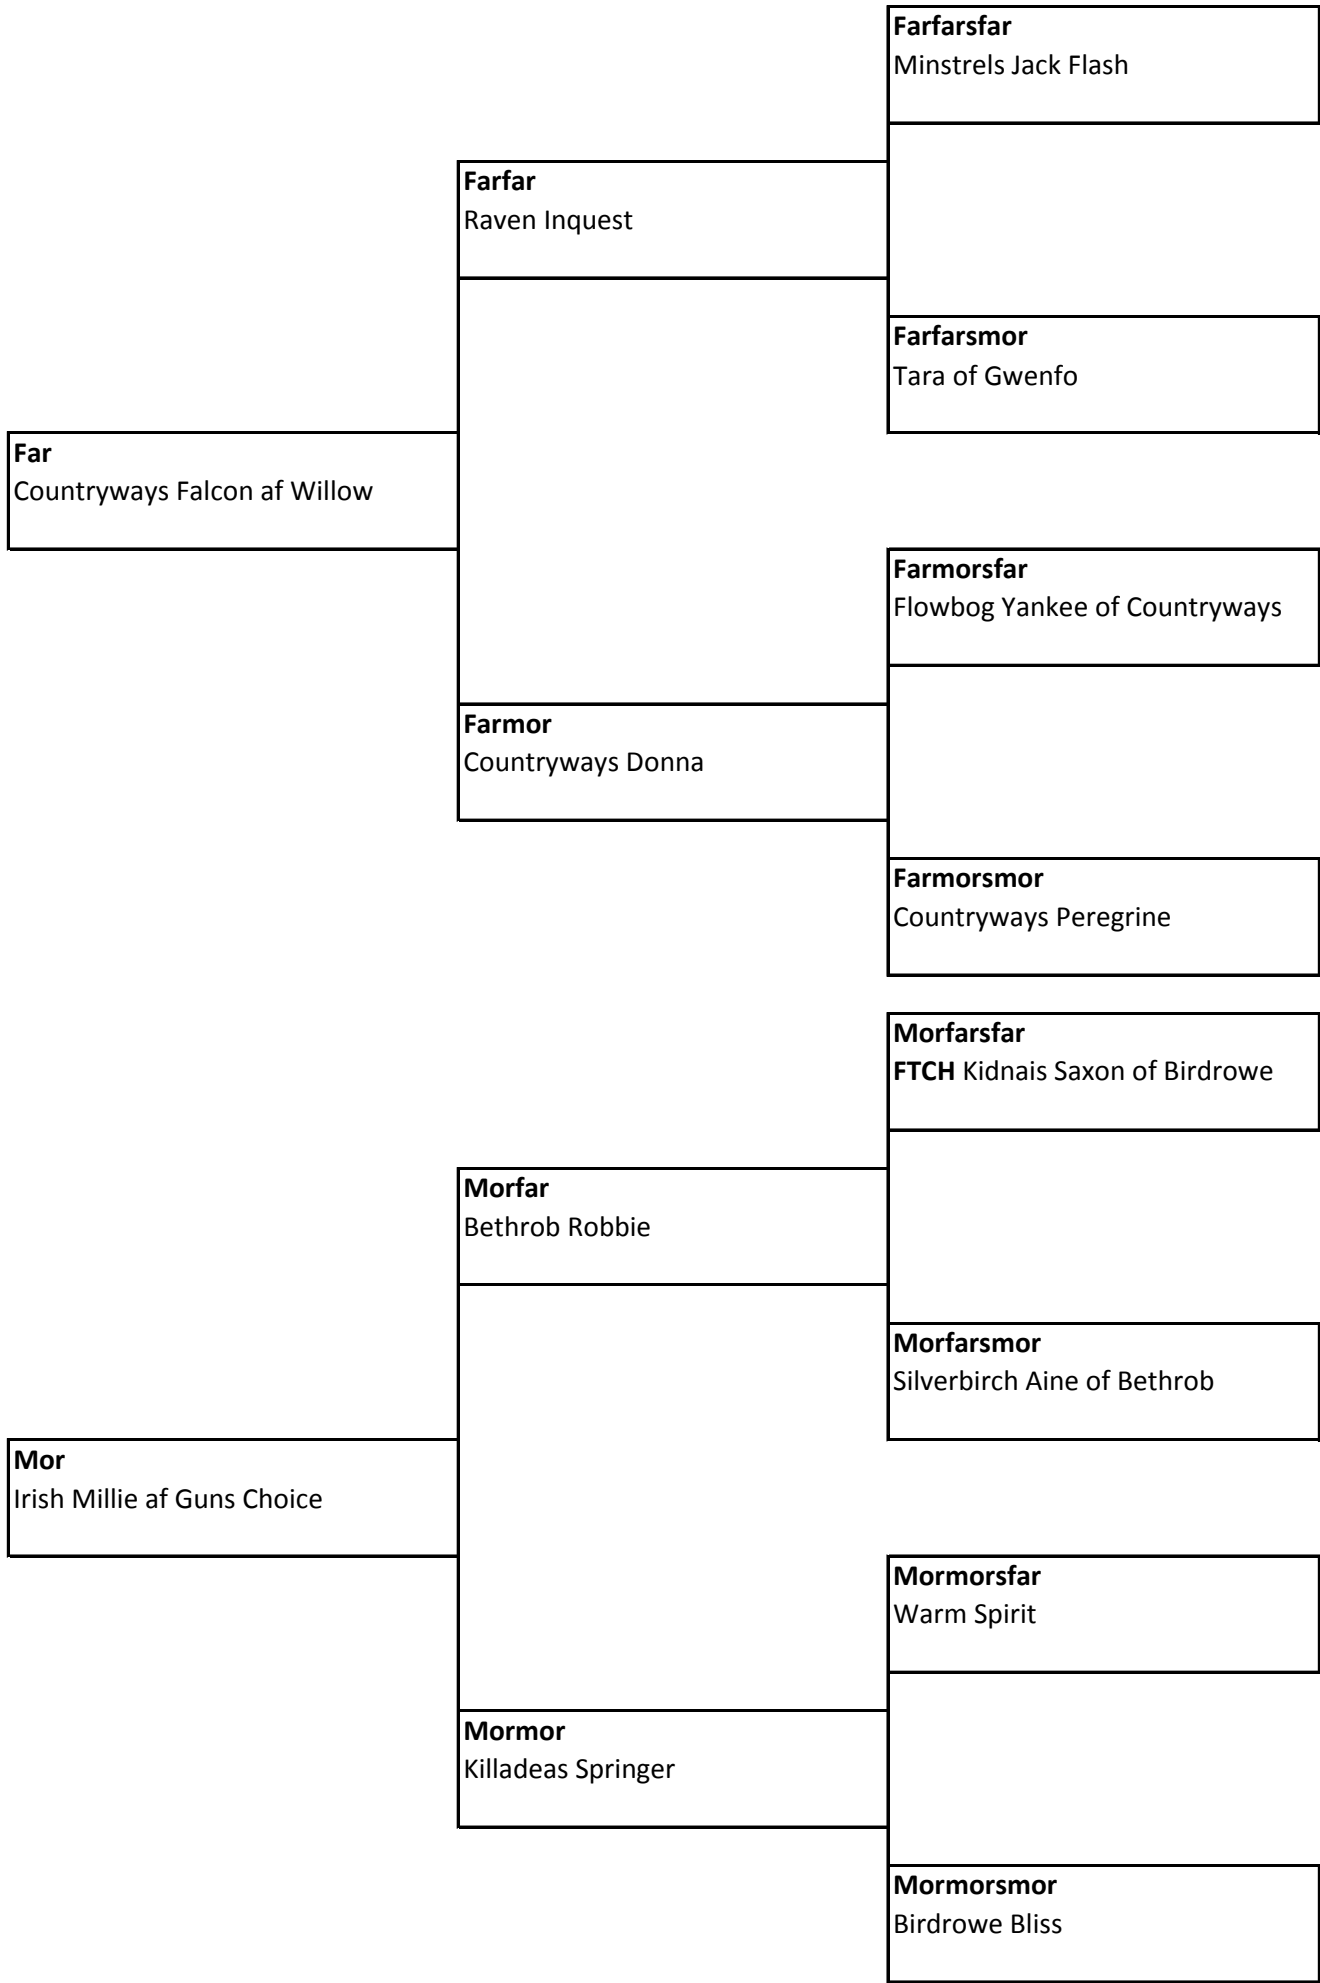 Farfarsfar
Minstrels Jack Flash
Farfar
Raven Inquest
Farfarsmor
Tara of Gwenfo
Far
Countryways Falcon af Willow
Farmorsfar
Flowbog Yankee of Countryways
Farmor
Countryways Donna
Farmorsmor
Countryways Peregrine
Morfarsfar
FTCH Kidnais Saxon of Birdrowe
Morfar
Bethrob Robbie
Morfarsmor
Silverbirch Aine of Bethrob
Mor
Irish Millie af Guns Choice
Mormorsfar
Warm Spirit
Mormor
Killadeas Springer
Mormorsmor
Birdrowe Bliss